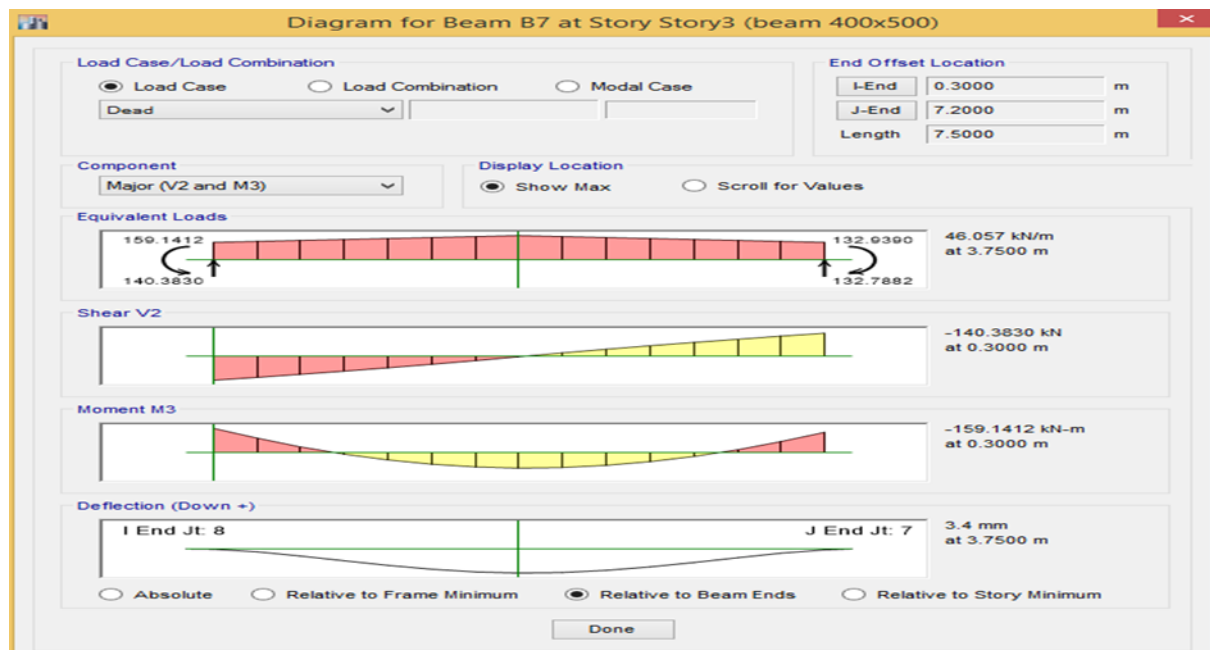 Diagram for Beam B7 at Story Story3 (beam 400x500)
Load Case/Load Combination
Load Case Load Combination Modal Case
Dead
End Offset Location
I-End 0.3000 m
J-End 7.2000 m
Length 7.5000 m
Component
Major (V2 and M3)
Display Location
Show Max Scroll for Values
Equivalent Loads
159.1412 132.9390
140.3830 132.7882
46.057 kN/m
at 3.7500 m
Shear V2
-140.3830 kN
at 0.3000 m
Moment M3
-159.1412 kN-m
at 0.3000 m
Deflection (Down +)
I End Jt: 8 J End Jt: 7
3.4 mm
at 3.7500 m
Absolute Relative to Frame Minimum Relative to Beam Ends Relative to Story Minimum
Done